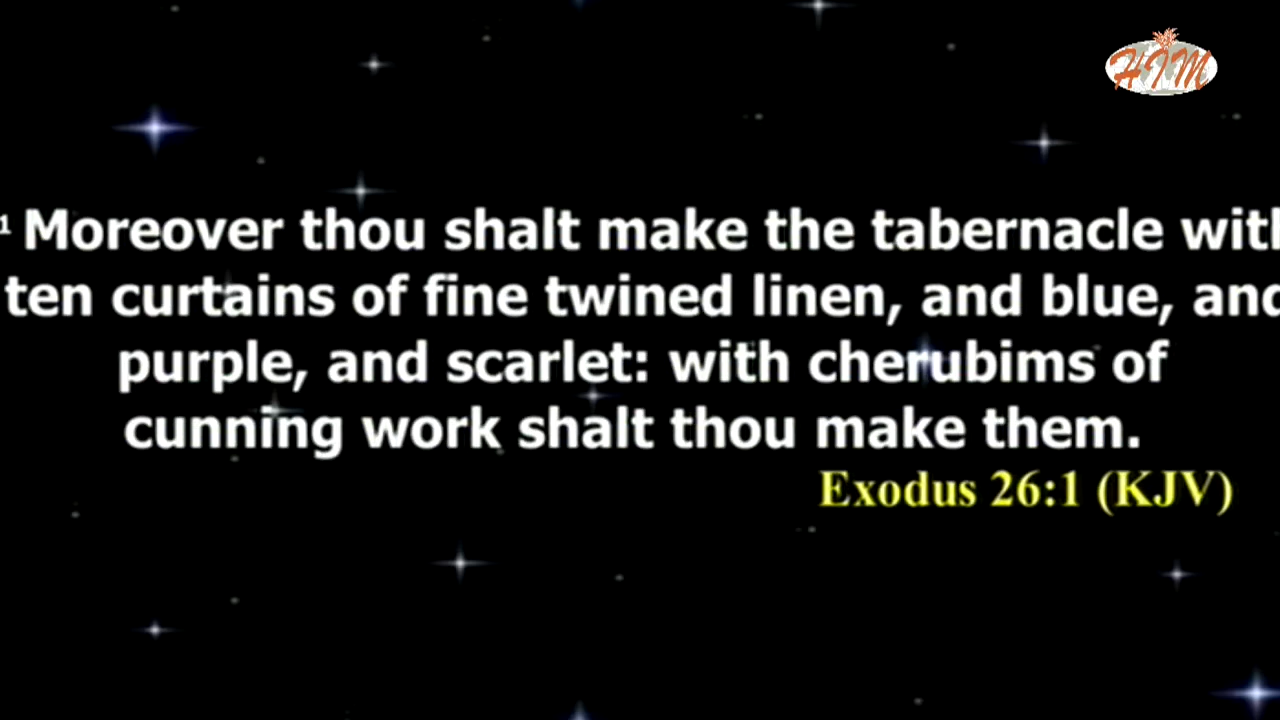 HIM
1 Moreover thou shalt make the tabernacle with
ten curtains of fine twined linen, and blue, and
purple, and scarlet: with cherubims of
cunning work shalt thou make them.
Exodus 26:1 (KJV)